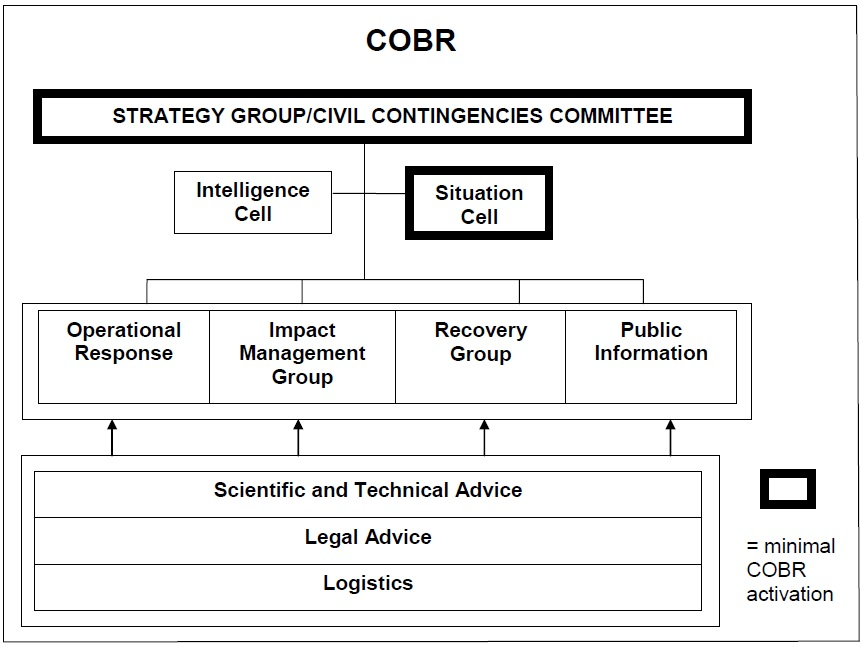 COBR
STRATEGY GROUP/CIVIL CONTINGENCIES COMMITTEE
Intelligence
Cell
Situation
Cell
Operational
Response
Impact
Management
Group
Recovery
Group
Public
Information
Scientific and Technical Advice
Legal Advice
Logistics
= minimal
COBR
activation